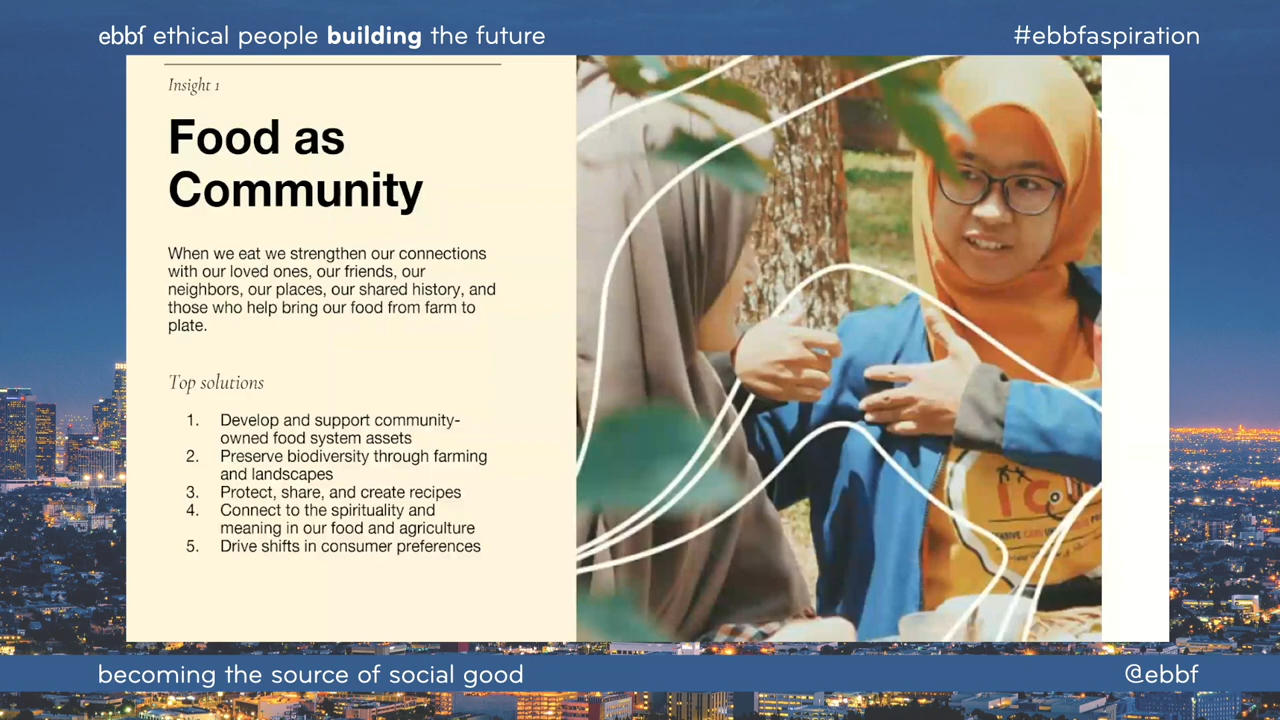 ebbf ethical people building the future
#ebbfaspiration
Insight 1
Food as
Community
When we eat we strengthen our connections
with our loved ones, our friends, our
neighbors, our places, our shared history, and
those who help bring our food from farm to
plate.
Top solutions
1. Develop and support community-
owned food system assets
2. Preserve biodiversity through farming
and landscapes
3. Protect, share, and create recipes
4. Connect to the spirituality and
meaning in our food and agriculture
5. Drive shifts in consumer preferences
becoming the source of social good
@ebbf